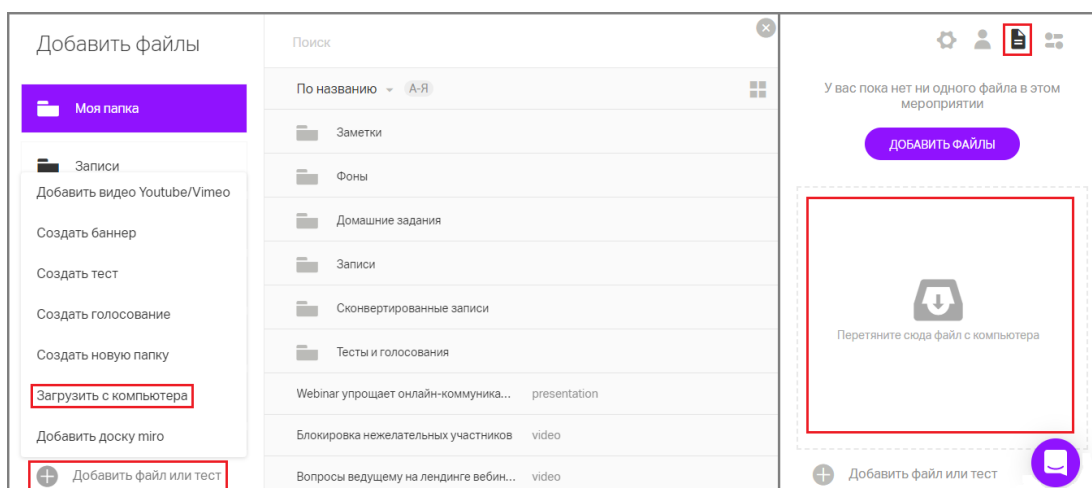 Добавить файлы
Моя папка
Записи
Добавить видео Youtube/Vimeo
Создать баннер
Создать тест
Создать голосование
Создать новую папку
Загрузить с компьютера
Добавить доску miro
Добавить файл или тест
Поиск
По названию А-Я
Заметки
Фоны
Домашние задания
Записи
Сконвертированные записи
Тесты и голосования
Webinar упрощает онлайн-коммуника... presentation
Блокировка нежелательных участников video
Вопросы ведущему на лендинге вебин... video
У вас пока нет ни одного файла в этом
мероприятии
ДОБАВИТЬ ФАЙЛЫ
Перетяните сюда файл с компьютера
Добавить файл или тест